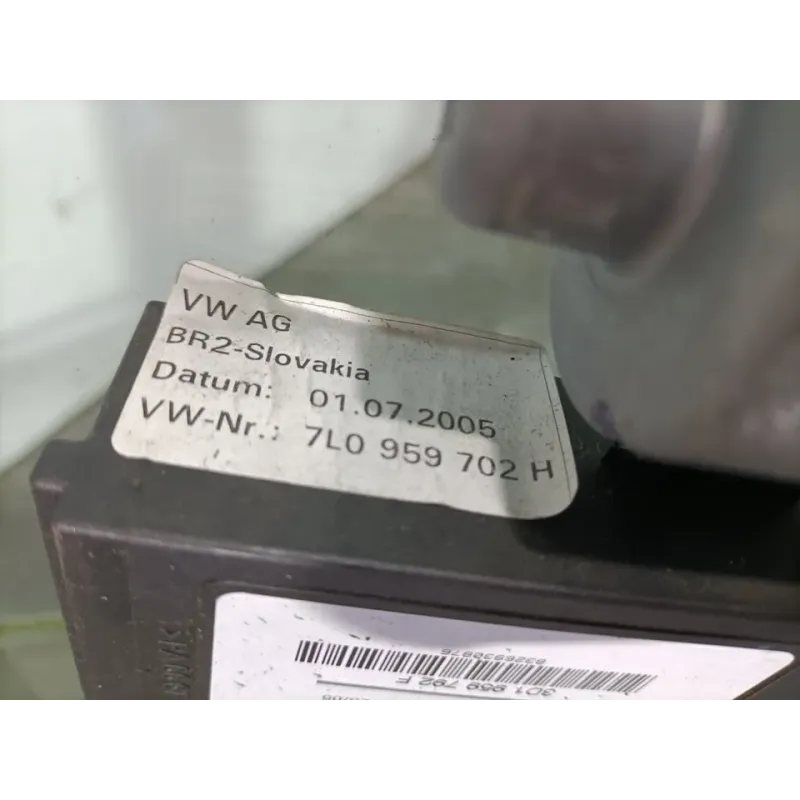 VW AG
BR2-Slovakia
Datum: 01.07.2005
VW-Nr.: 7L0 959 702 H
3D1 959 792 F